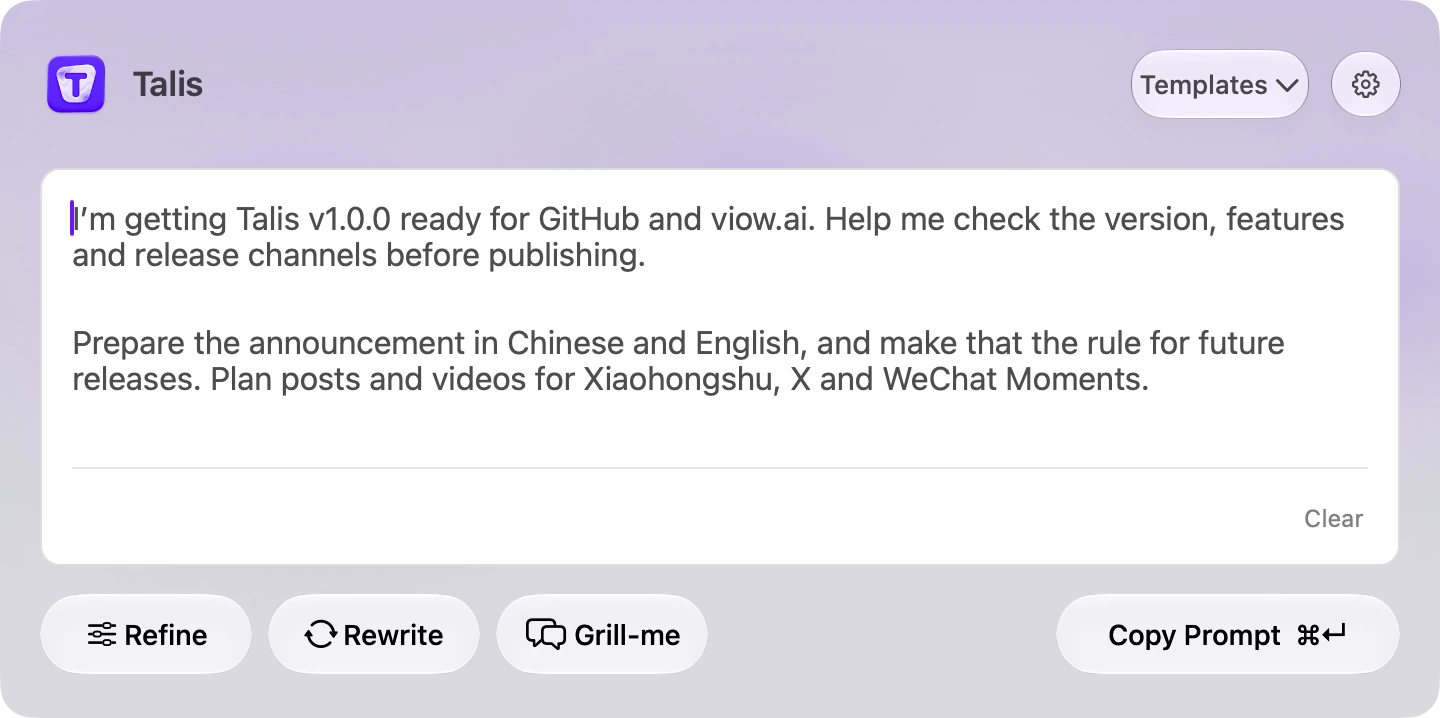 Talis
Templates
I’m getting Talis v1.0.0 ready for GitHub and viow.ai. Help me check the version, features
and release channels before publishing.
Prepare the announcement in Chinese and English, and make that the rule for future
releases. Plan posts and videos for Xiaohongshu, X and WeChat Moments.
Clear
Refine
Rewrite
Grill-me
Copy Prompt ⌘↵